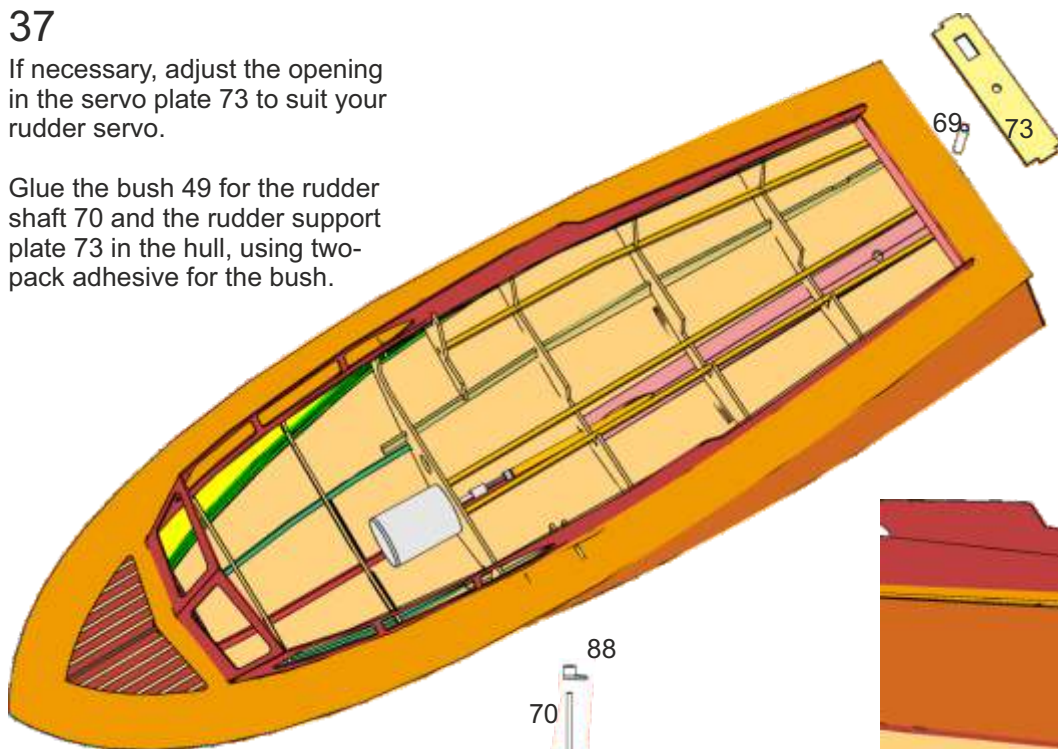 37
If necessary, adjust the opening
in the servo plate 73 to suit your
rudder servo.
Glue the bush 49 for the rudder
shaft 70 and the rudder support
plate 73 in the hull, using two-
pack adhesive for the bush.
69
73
88
70